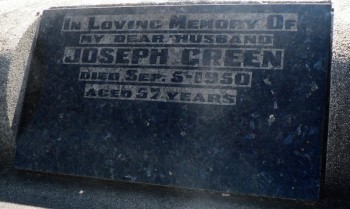 IN LOVING MEMORY OF
MY DEAR HUSBAND
JOSEPH GREEN
DIED SEP. 5-1950
AGED 57 YEARS